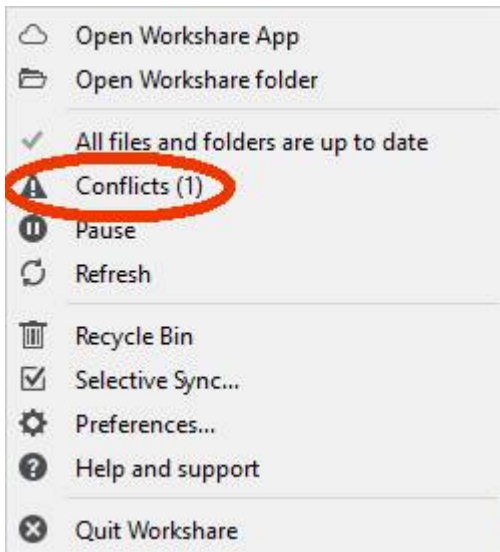 Open Workshare App
Open Workshare folder
All files and folders are up to date
Conflicts (1)
Pause
Refresh
Recycle Bin
Selective Sync...
Preferences...
Help and support
Quit Workshare